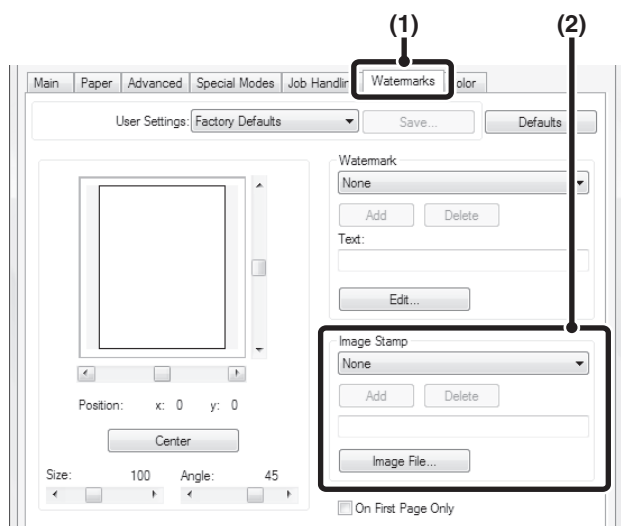 (1) (2)
Main Paper Advanced Special Modes Job Handlin Watermarks olor
User Settings: Factory Defaults Save... Defaults
Watermark
None
Add Delete
Text:
Edit...
Image Stamp
None
Add Delete
Image File...
Position: x: 0 y: 0
Center
Size: 100 Angle: 45
On First Page Only